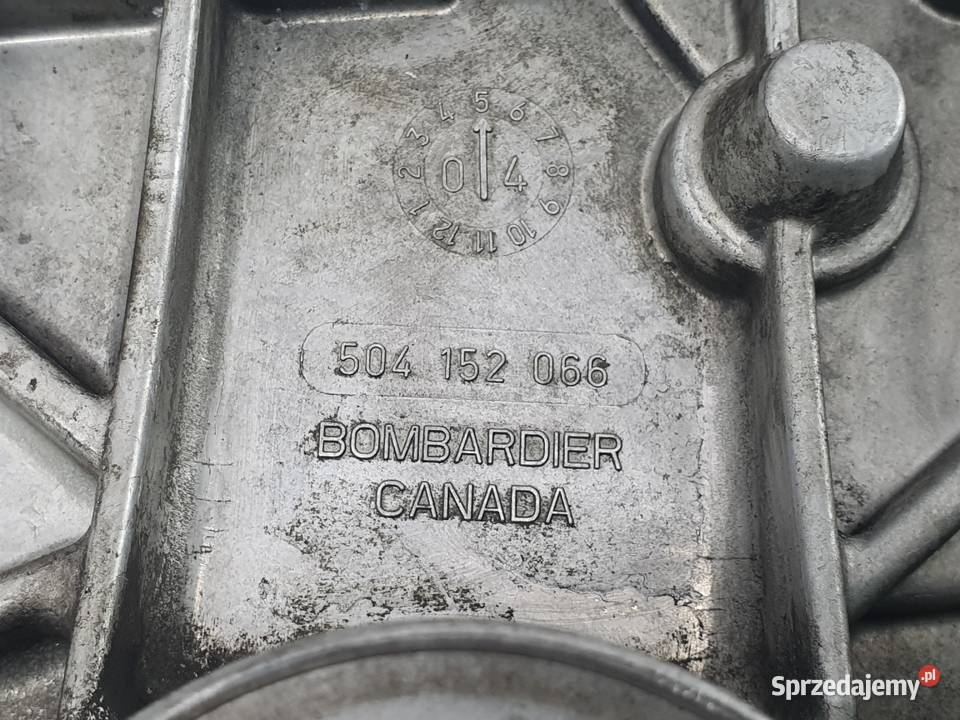 1 2 3 4 5 6 7 8 9 10 11 12
0 4
504 152 066
BOMBARDIER
CANADA
Sprzedajemy.pl